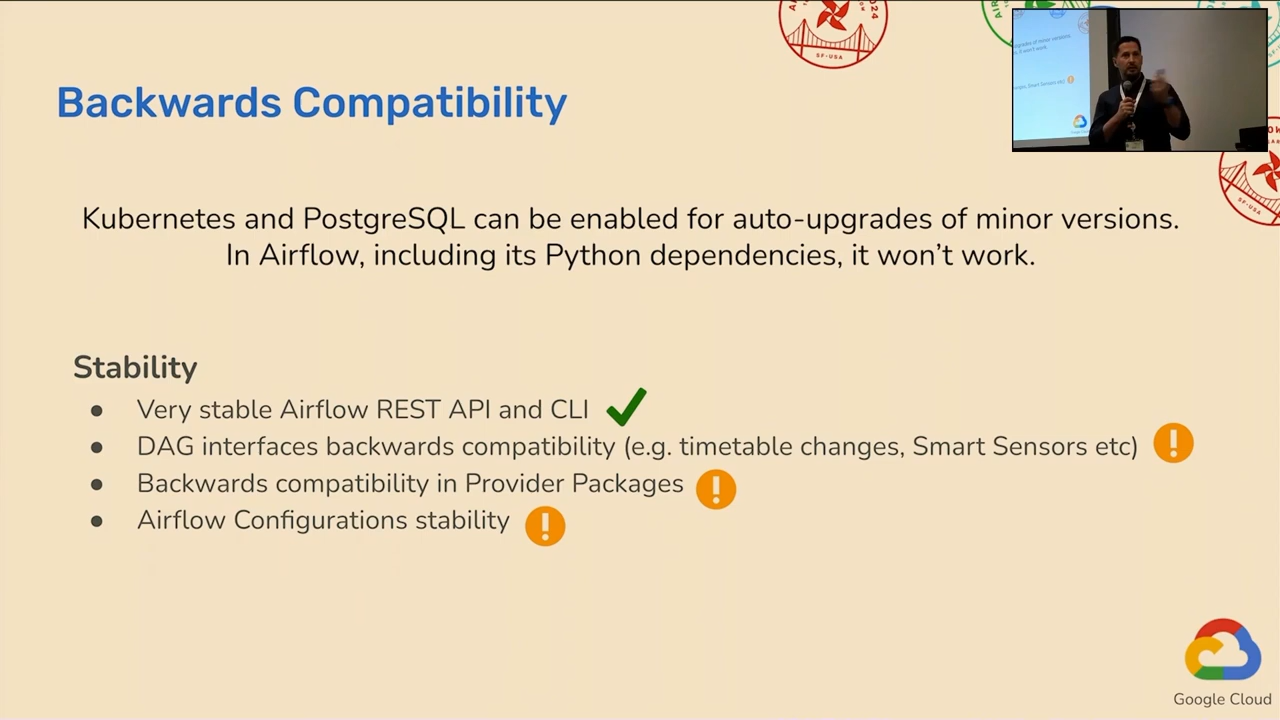 Backwards Compatibility
Kubernetes and PostgreSQL can be enabled for auto-upgrades of minor versions.
In Airflow, including its Python dependencies, it won’t work.
Stability
● Very stable Airflow REST API and CLI
● DAG interfaces backwards compatibility (e.g. timetable changes, Smart Sensors etc)
● Backwards compatibility in Provider Packages
● Airflow Configurations stability
Google Cloud
SF•USA